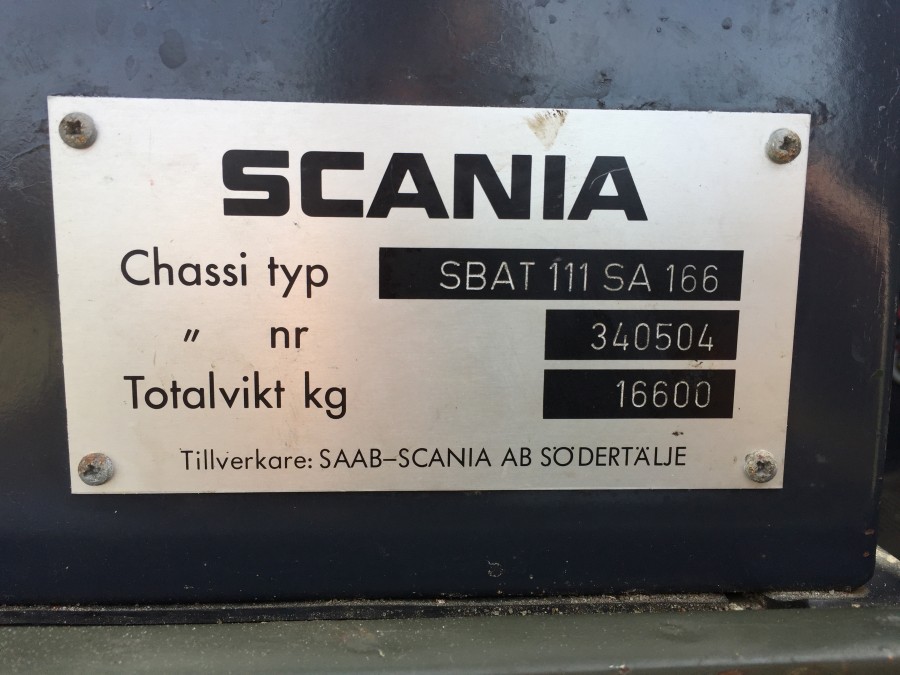 SCANIA
Chassi typ SBAT 111 SA 166
" nr 340504
Totalvikt kg 16600
Tillverkare: SAAB–SCANIA AB SÖDERTÄLJE